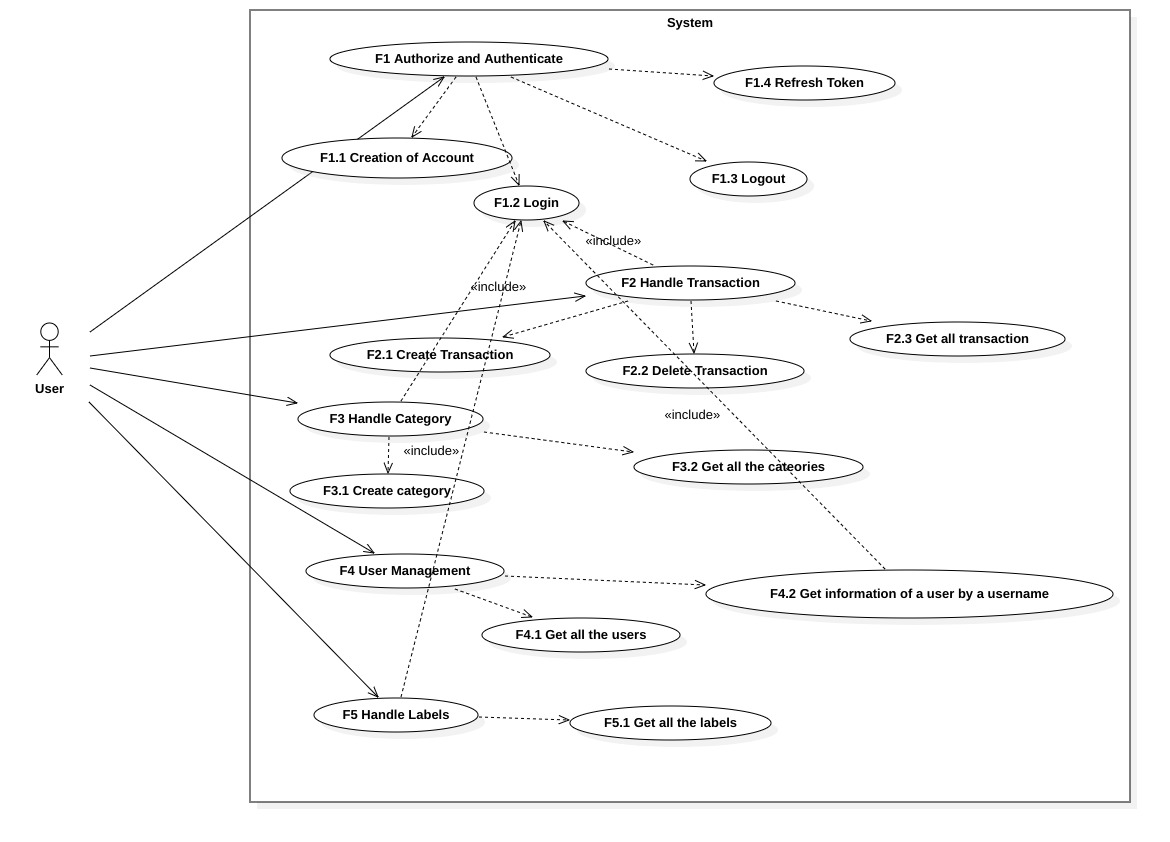 System
F1 Authorize and Authenticate
F1.4 Refresh Token
F1.1 Creation of Account
F1.3 Logout
F1.2 Login
«include»
F2 Handle Transaction
«include»
F2.3 Get all transaction
F2.1 Create Transaction
F2.2 Delete Transaction
User
«include»
F3 Handle Category
«include»
F3.2 Get all the cateories
F3.1 Create category
F4 User Management
F4.2 Get information of a user by a username
F4.1 Get all the users
F5 Handle Labels
F5.1 Get all the labels